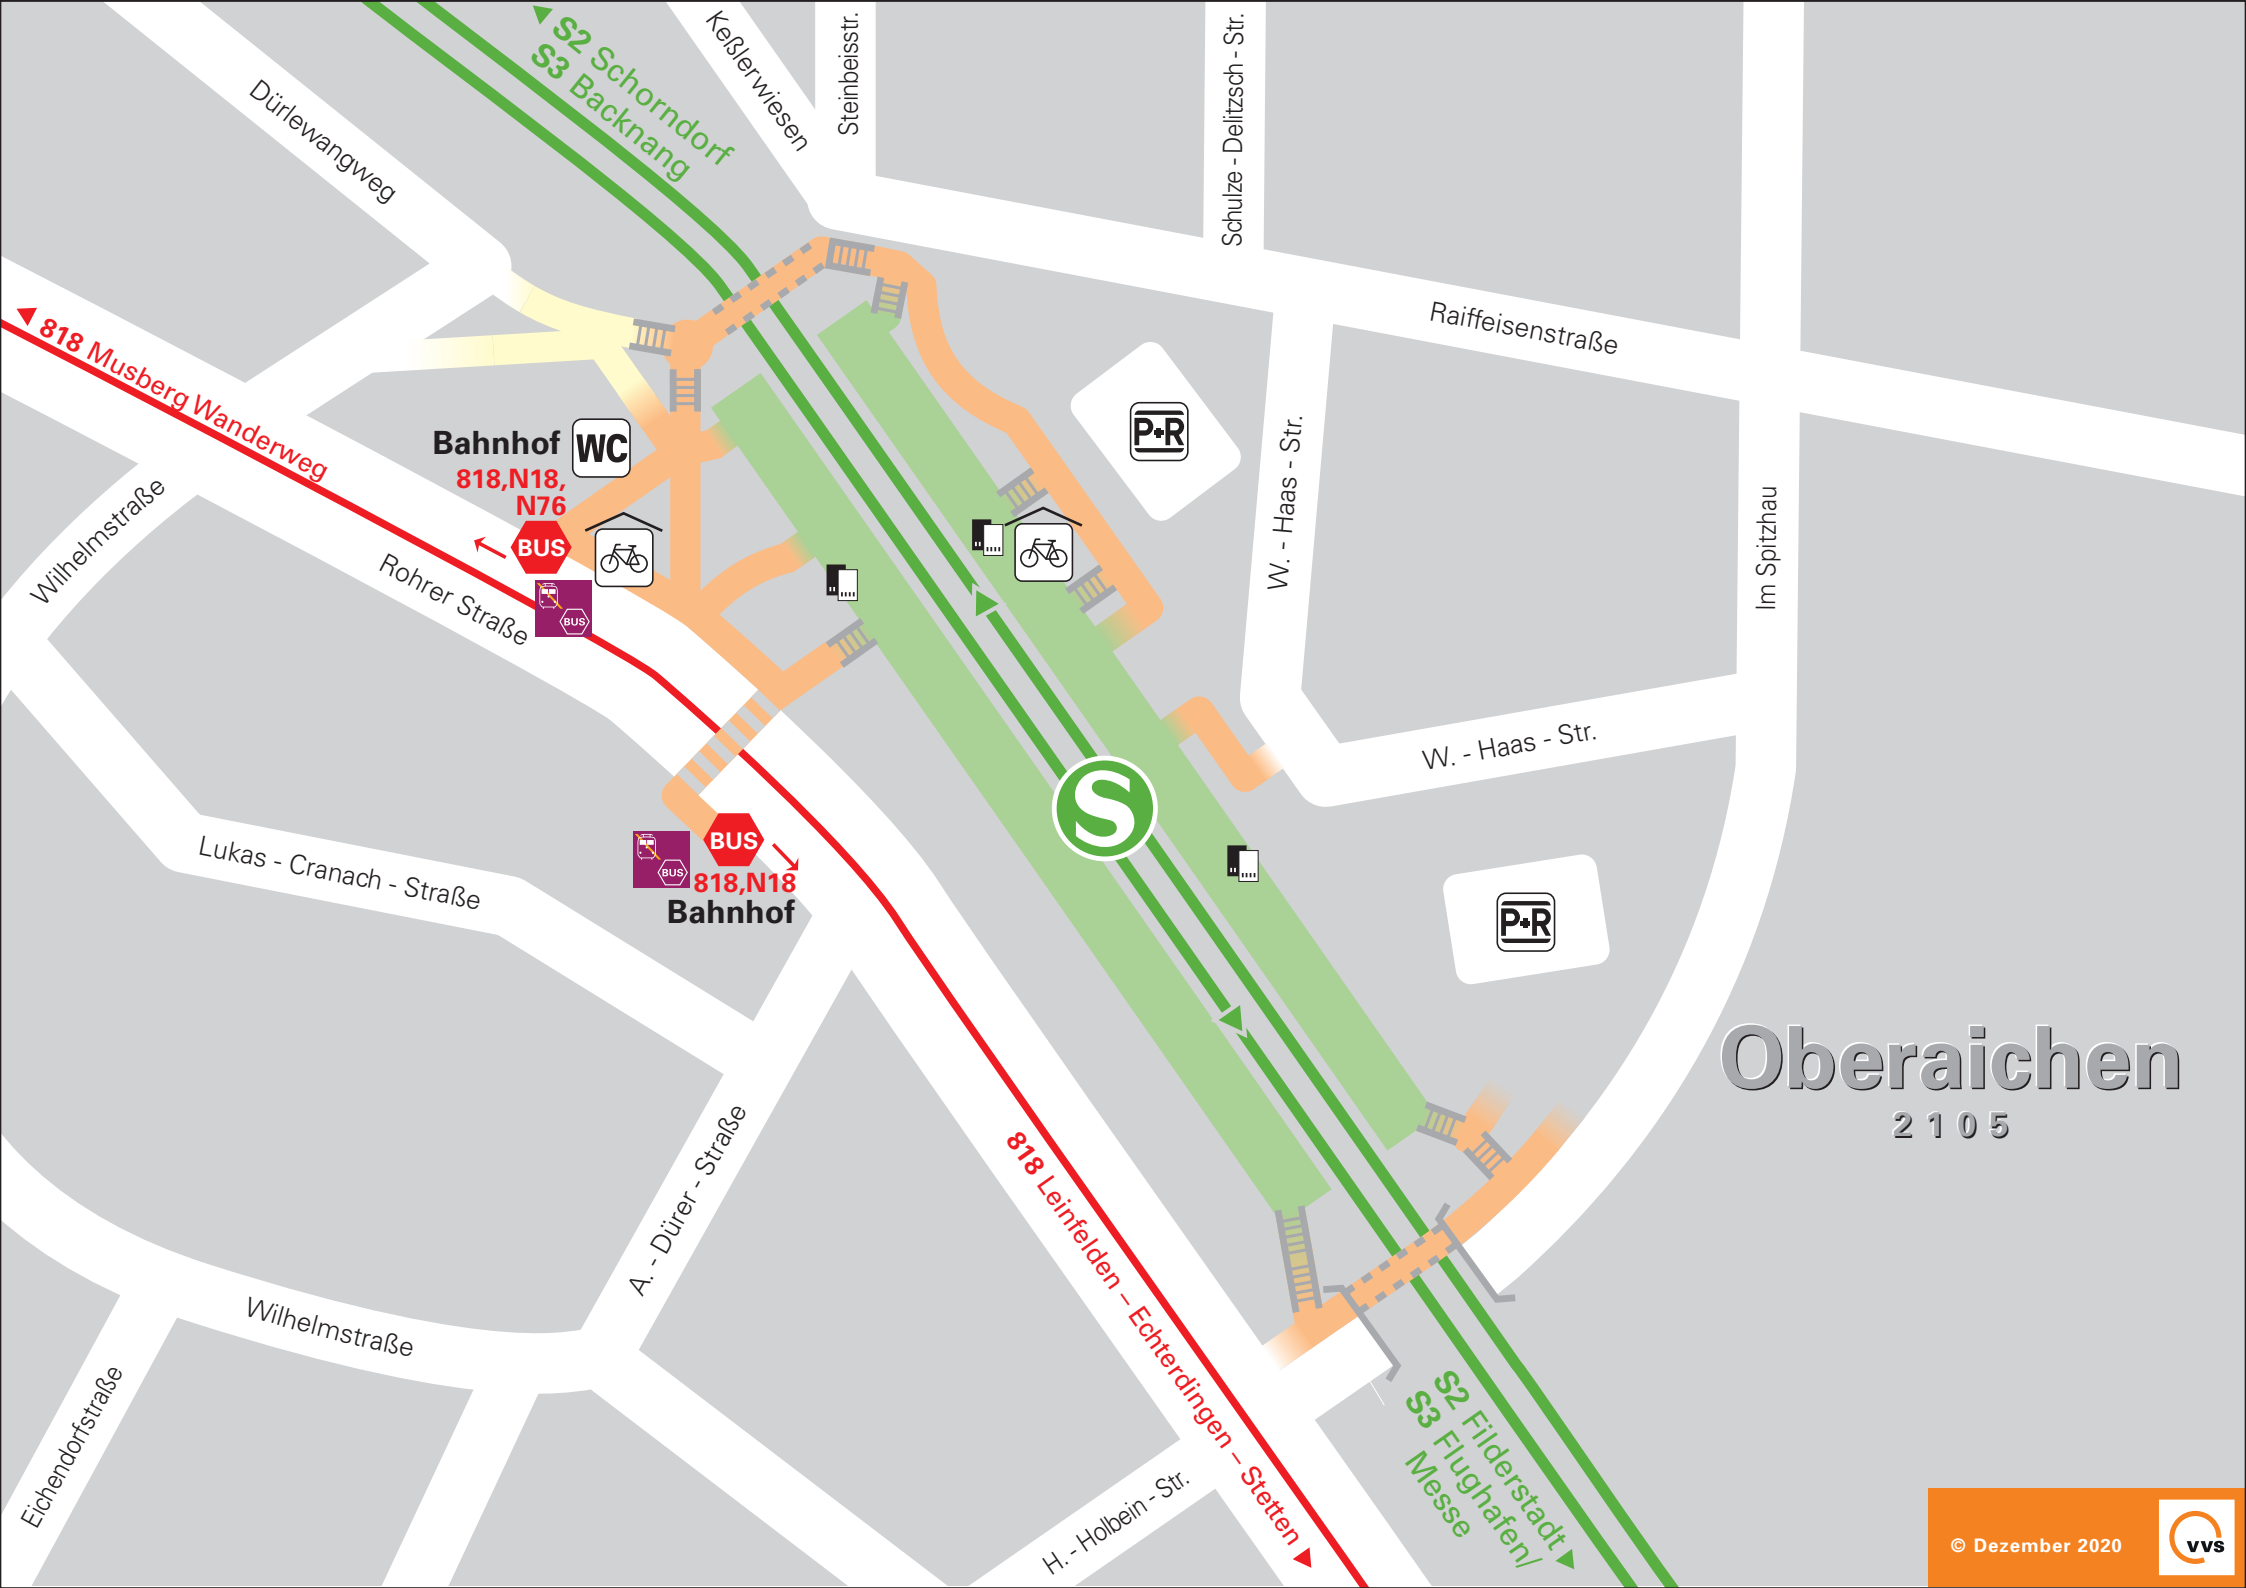 S2 Schorndorf
S3 Backnang
Keßlerwiesen
Steinbeisstr.
Schulze - Delitzsch - Str.
Dürlewangweg
818 Musberg Wanderweg
Raiffeisenstraße
P+R
W. - Haas - Str.
Im Spitzhau
Bahnhof
WC
818,N18,
N76
BUS
BUS
Wilhelmstraße
Rohrer Straße
W. - Haas - Str.
S
BUS
BUS
818,N18
Bahnhof
Lukas - Cranach - Straße
P+R
Oberaichen
2105
A. - Dürer - Straße
818 Leinfelden – Echterdingen – Stetten
Wilhelmstraße
Eichendorfstraße
H. - Holbein - Str.
S2 Filderstadt
S3 Flughafen/
Messe
© Dezember 2020
vvs